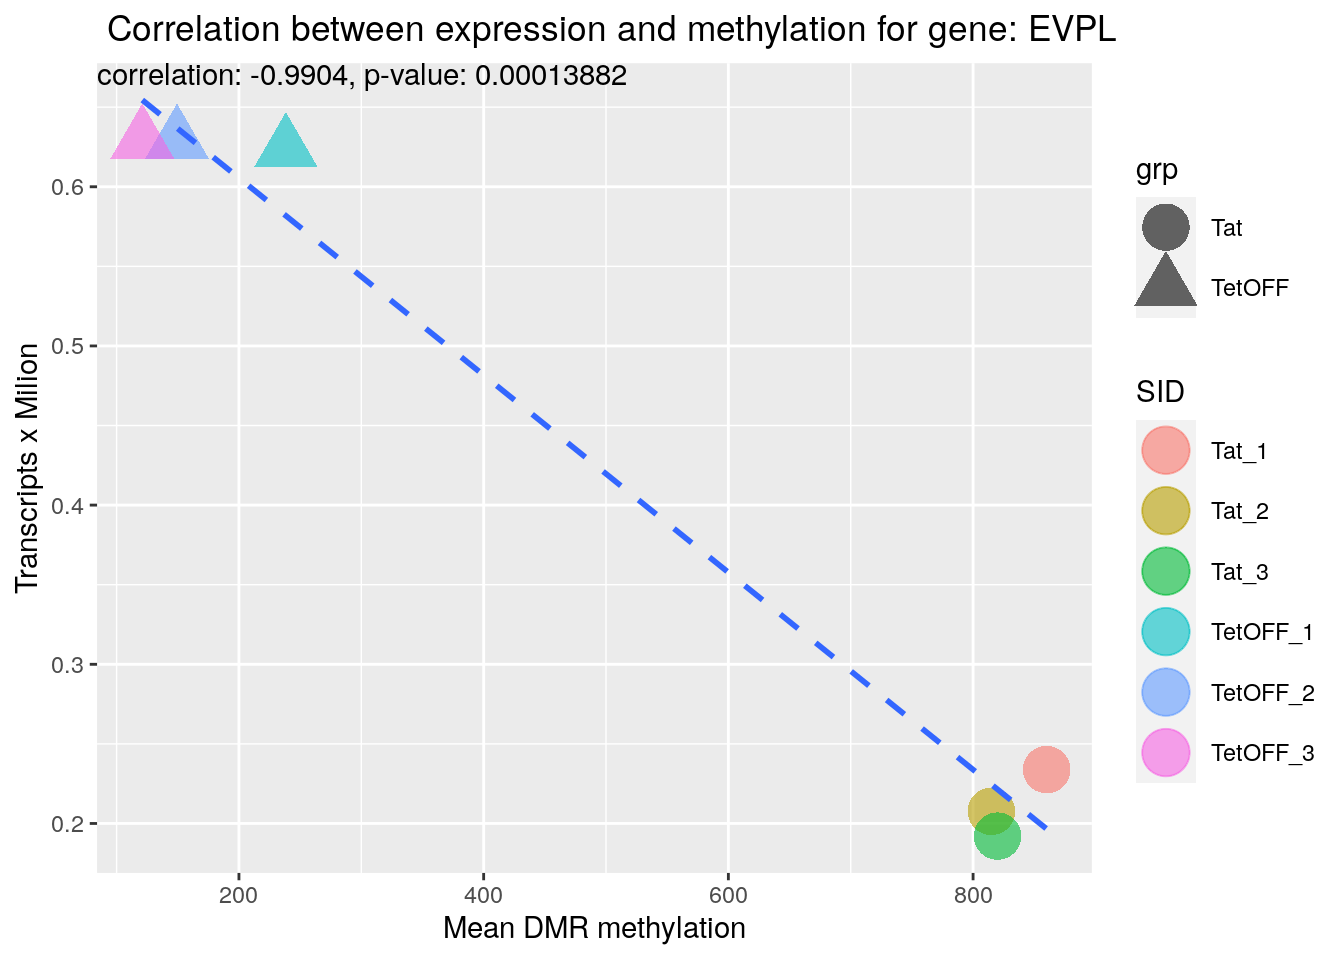 Correlation between expression and methylation for gene: EVPL
correlation: -0.9904, p-value: 0.00013882
Transcripts x Milion
0.6
0.5
0.4
0.3
0.2
200
400
600
800
Mean DMR methylation
grp
Tat
TetOFF
SID
Tat_1
Tat_2
Tat_3
TetOFF_1
TetOFF_2
TetOFF_3